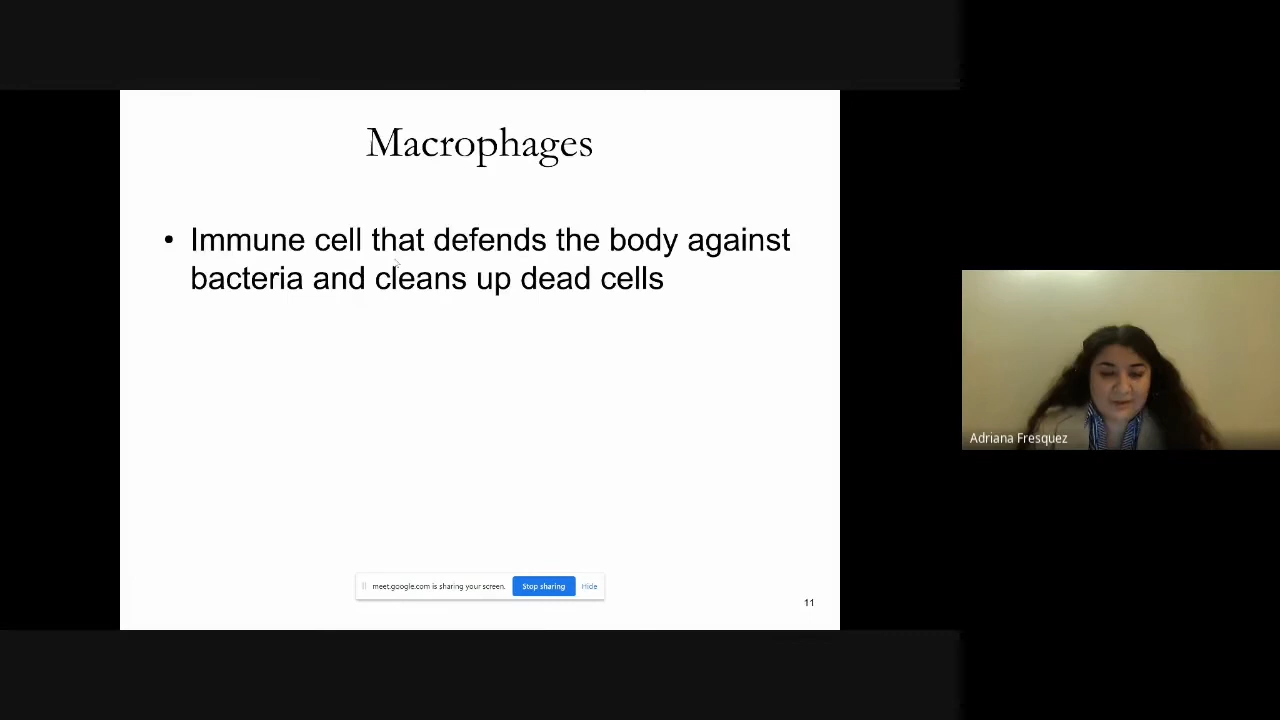 Macrophages
• Immune cell that defends the body against
bacteria and cleans up dead cells
meet.google.com is sharing your screen. Stop sharing Hide
11
Adriana Fresquez